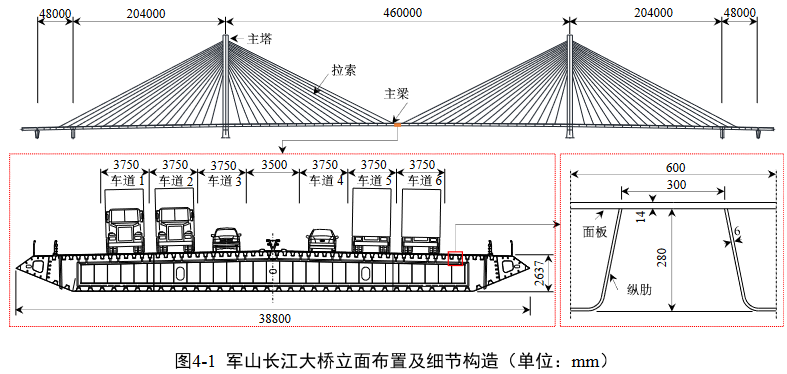 48000 204000 460000 204000 48000
主塔
拉索
主梁
3750 3750 3750 3500 3750 3750 3750
车道 1 车道 2 车道 3 车道 4 车道 5 车道 6
2637
38800
600
300
14
面板
280
6
纵肋
图4-1 军山长江大桥立面布置及细节构造（单位：mm）